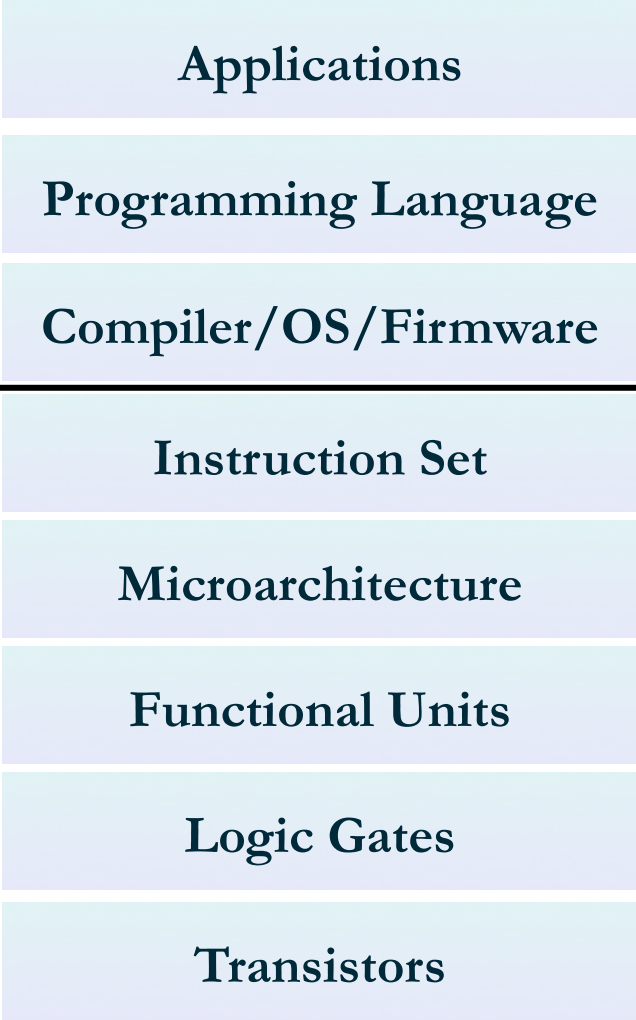 Applications
Programming Language
Compiler/OS/Firmware
Instruction Set
Microarchitecture
Functional Units
Logic Gates
Transistors